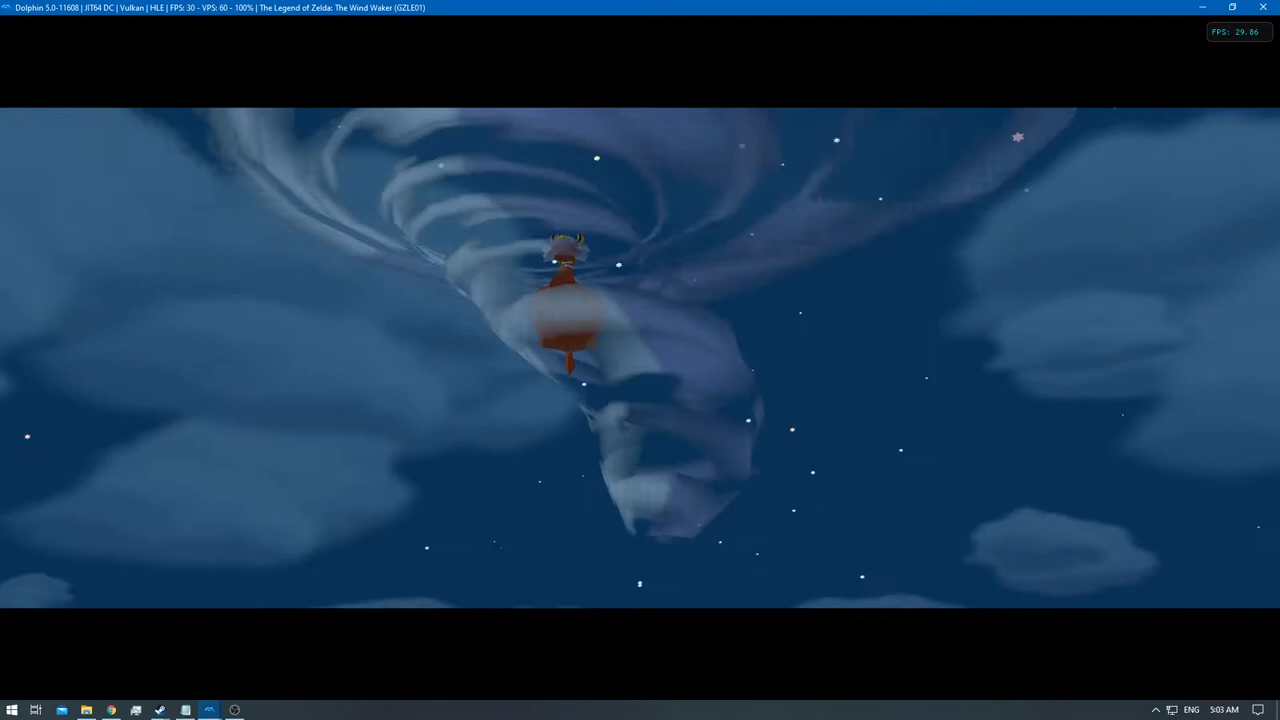 Dolphin 5.0-11608 | JIT64 DC | Vulkan | HLE | FPS: 30 - VPS: 60 - 100% | The Legend of Zelda: The Wind Waker (GZLE01)
FPS: 29.86
ENG
5:03 AM